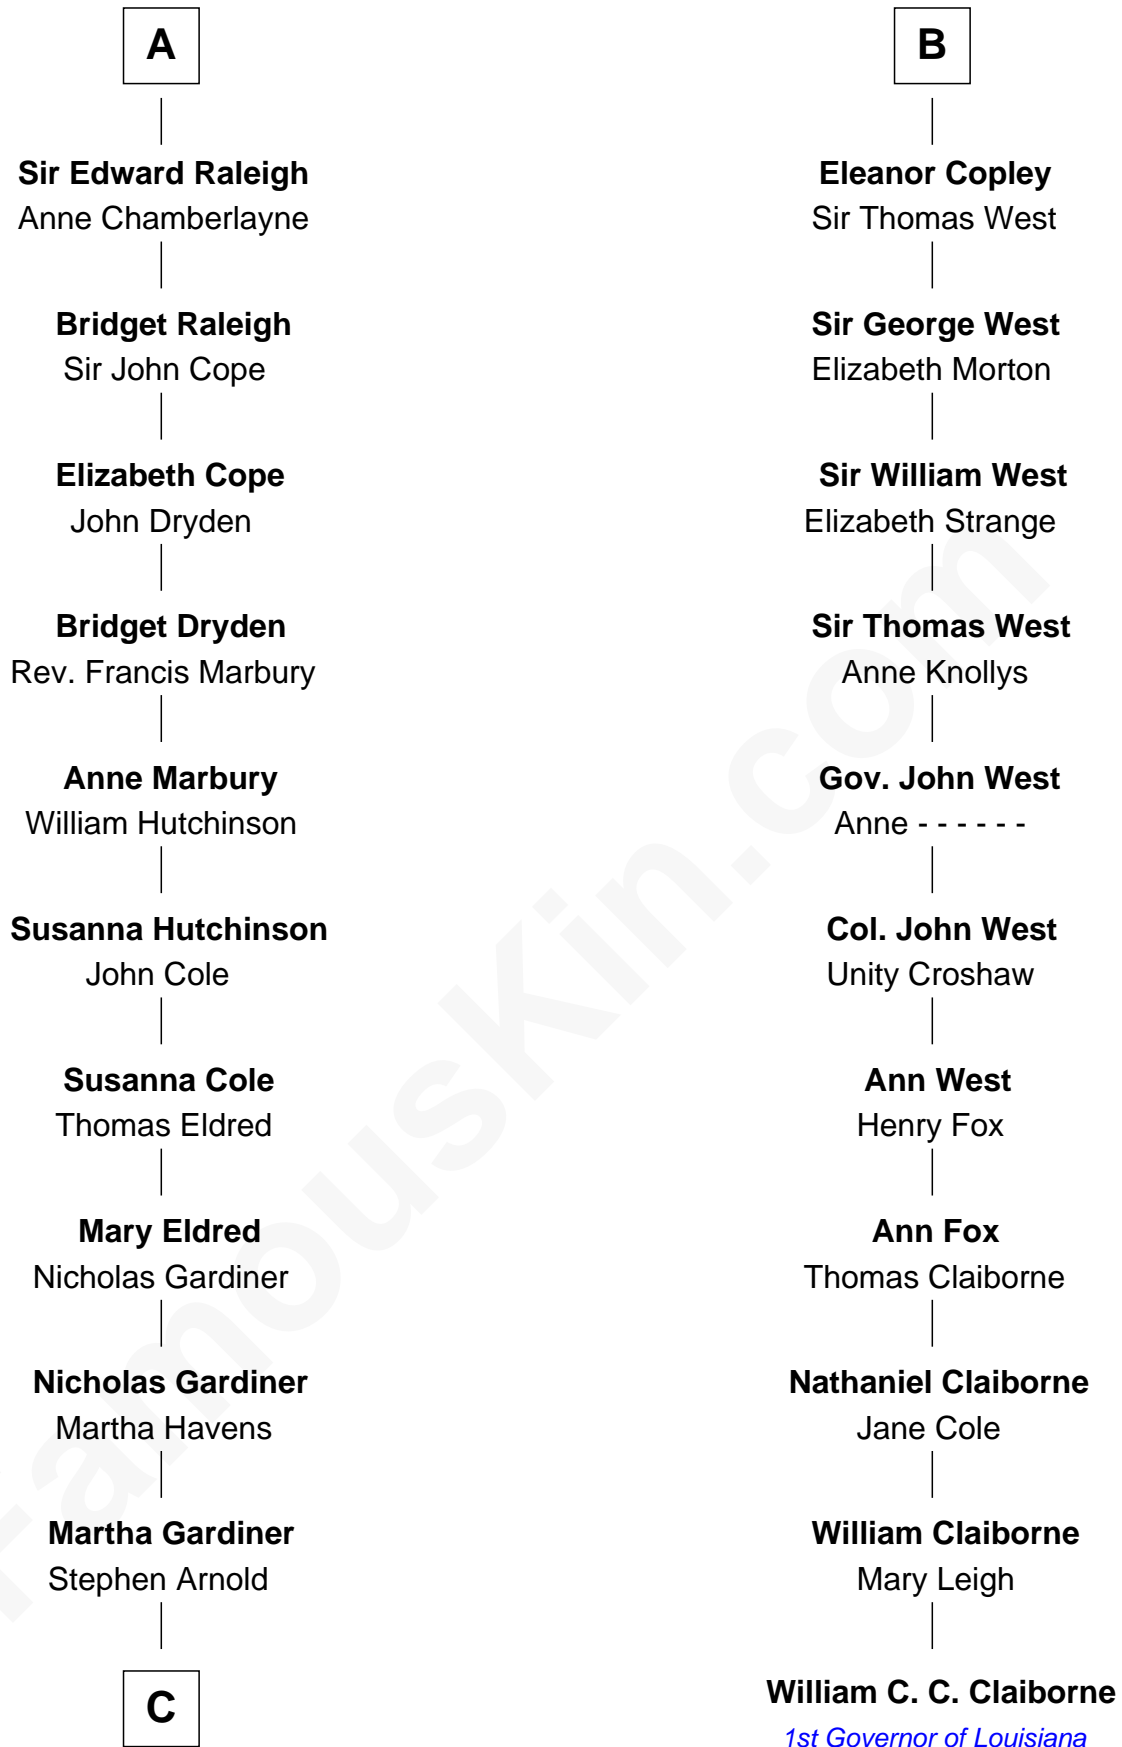 A
Sir Edward Raleigh
Anne Chamberlayne
Bridget Raleigh
Sir John Cope
Elizabeth Cope
John Dryden
Bridget Dryden
Rev. Francis Marbury
Anne Marbury
William Hutchinson
Susanna Hutchinson
John Cole
Susanna Cole
Thomas Eldred
Mary Eldred
Nicholas Gardiner
Nicholas Gardiner
Martha Havens
Martha Gardiner
Stephen Arnold
C
B
Eleanor Copley
Sir Thomas West
Sir George West
Elizabeth Morton
Sir William West
Elizabeth Strange
Sir Thomas West
Anne Knollys
Gov. John West
Anne - - - - - -
Col. John West
Unity Croshaw
Ann West
Henry Fox
Ann Fox
Thomas Claiborne
Nathaniel Claiborne
Jane Cole
William Claiborne
Mary Leigh
William C. C. Claiborne
1st Governor of Louisiana
FamousKin.com